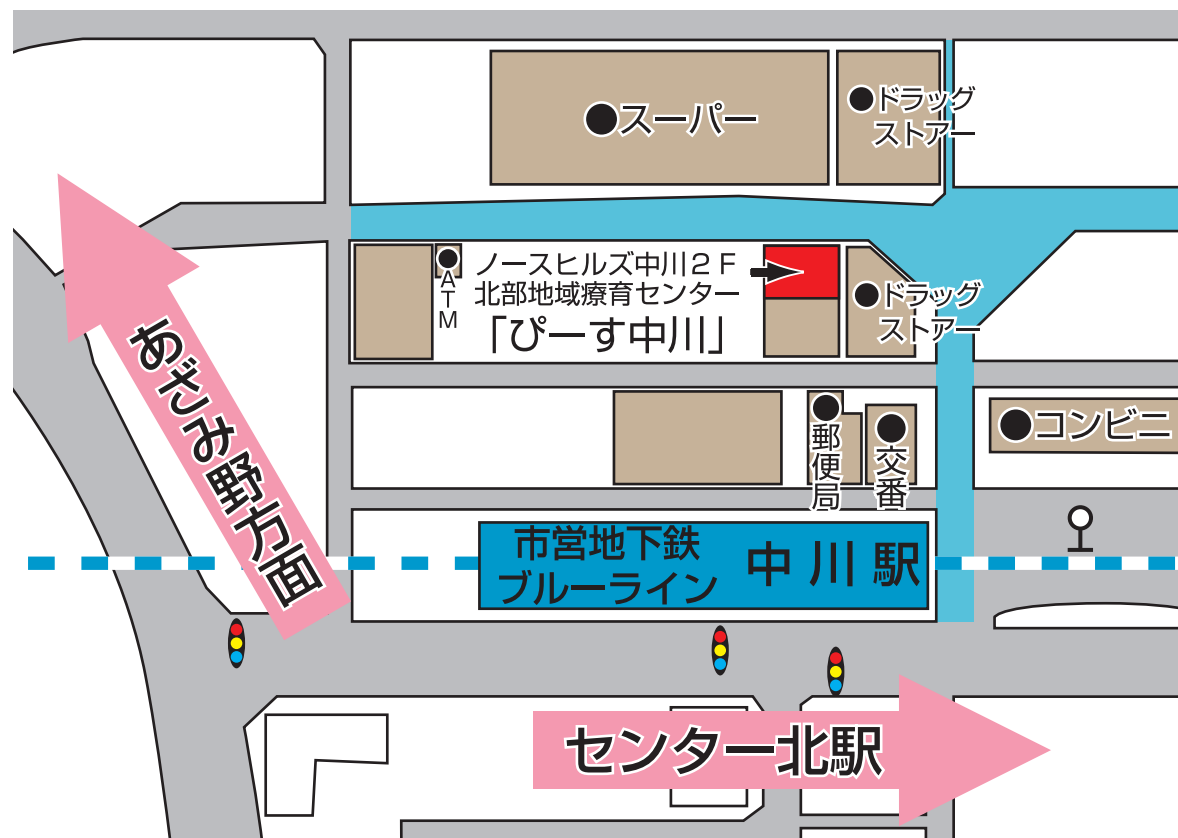 ●スーパー
●ドラッグ
ストアー
●
ATM
ノースヒルズ中川2F
北部地域療育センター
「ぴーす中川」
●ドラッグ
ストアー
あざみ野方面
●
郵便局
●
交番
●コンビニ
市営地下鉄
ブルーライン
中川駅
センター北駅